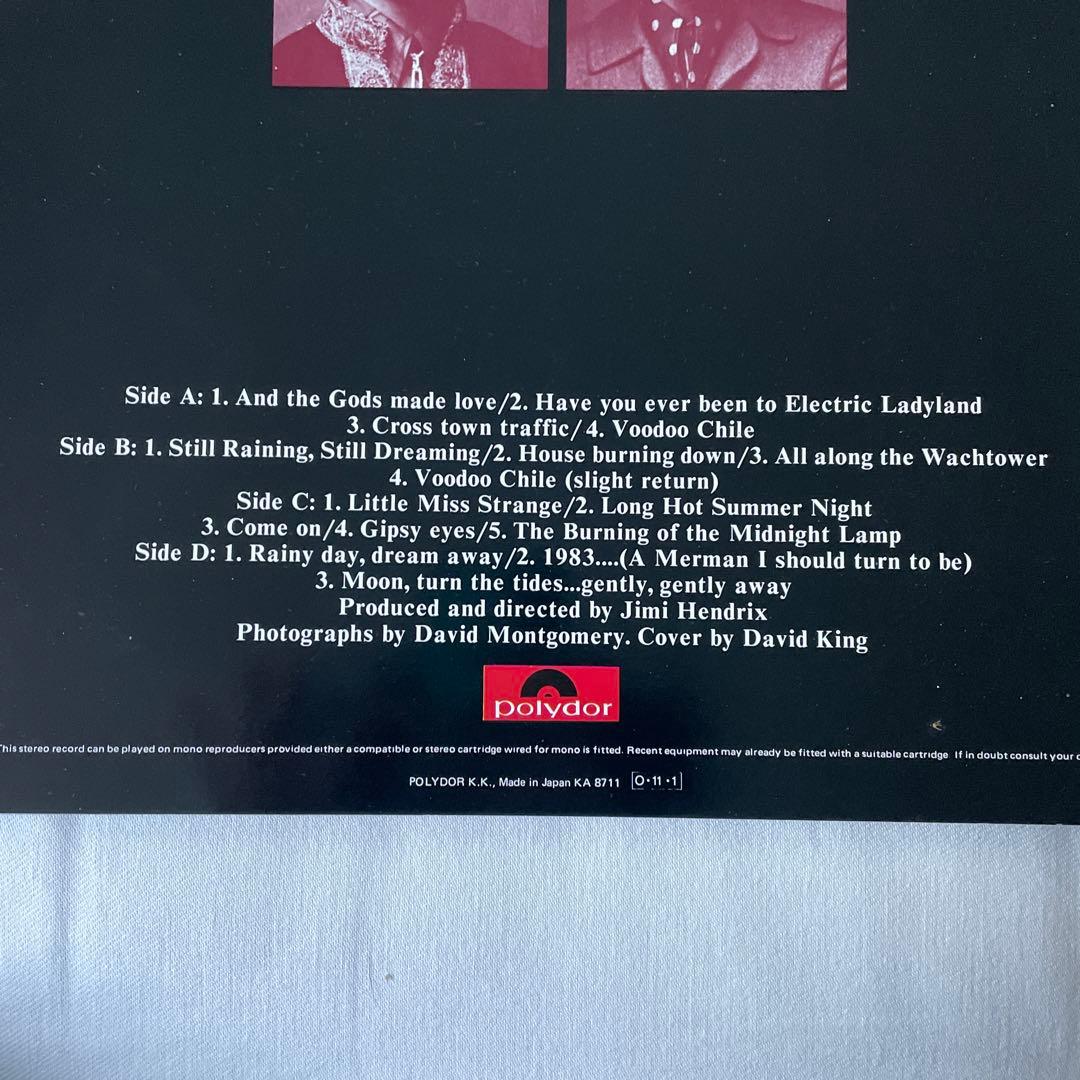 Side A: 1. And the Gods made love/2. Have you ever been to Electric Ladyland
3. Cross town traffic/4. Voodoo Chile
Side B: 1. Still Raining, Still Dreaming/2. House burning down/3. All along the Wachtower
4. Voodoo Chile (slight return)
Side C: 1. Little Miss Strange/2. Long Hot Summer Night
3. Come on/4. Gipsy eyes/5. The Burning of the Midnight Lamp
Side D: 1. Rainy day, dream away/2. 1983....(A Merman I should turn to be)
3. Moon, turn the tides...gently, gently away
Produced and directed by Jimi Hendrix
Photographs by David Montgomery. Cover by David King
polydor
This stereo record can be played on mono reproducers provided either a compatible or stereo cartridge wired for mono is fitted. Recent equipment may already be fitted with a suitable cartridge If in doubt consult your
POLYDOR K.K., Made in Japan KA 8711 [O·11·1]